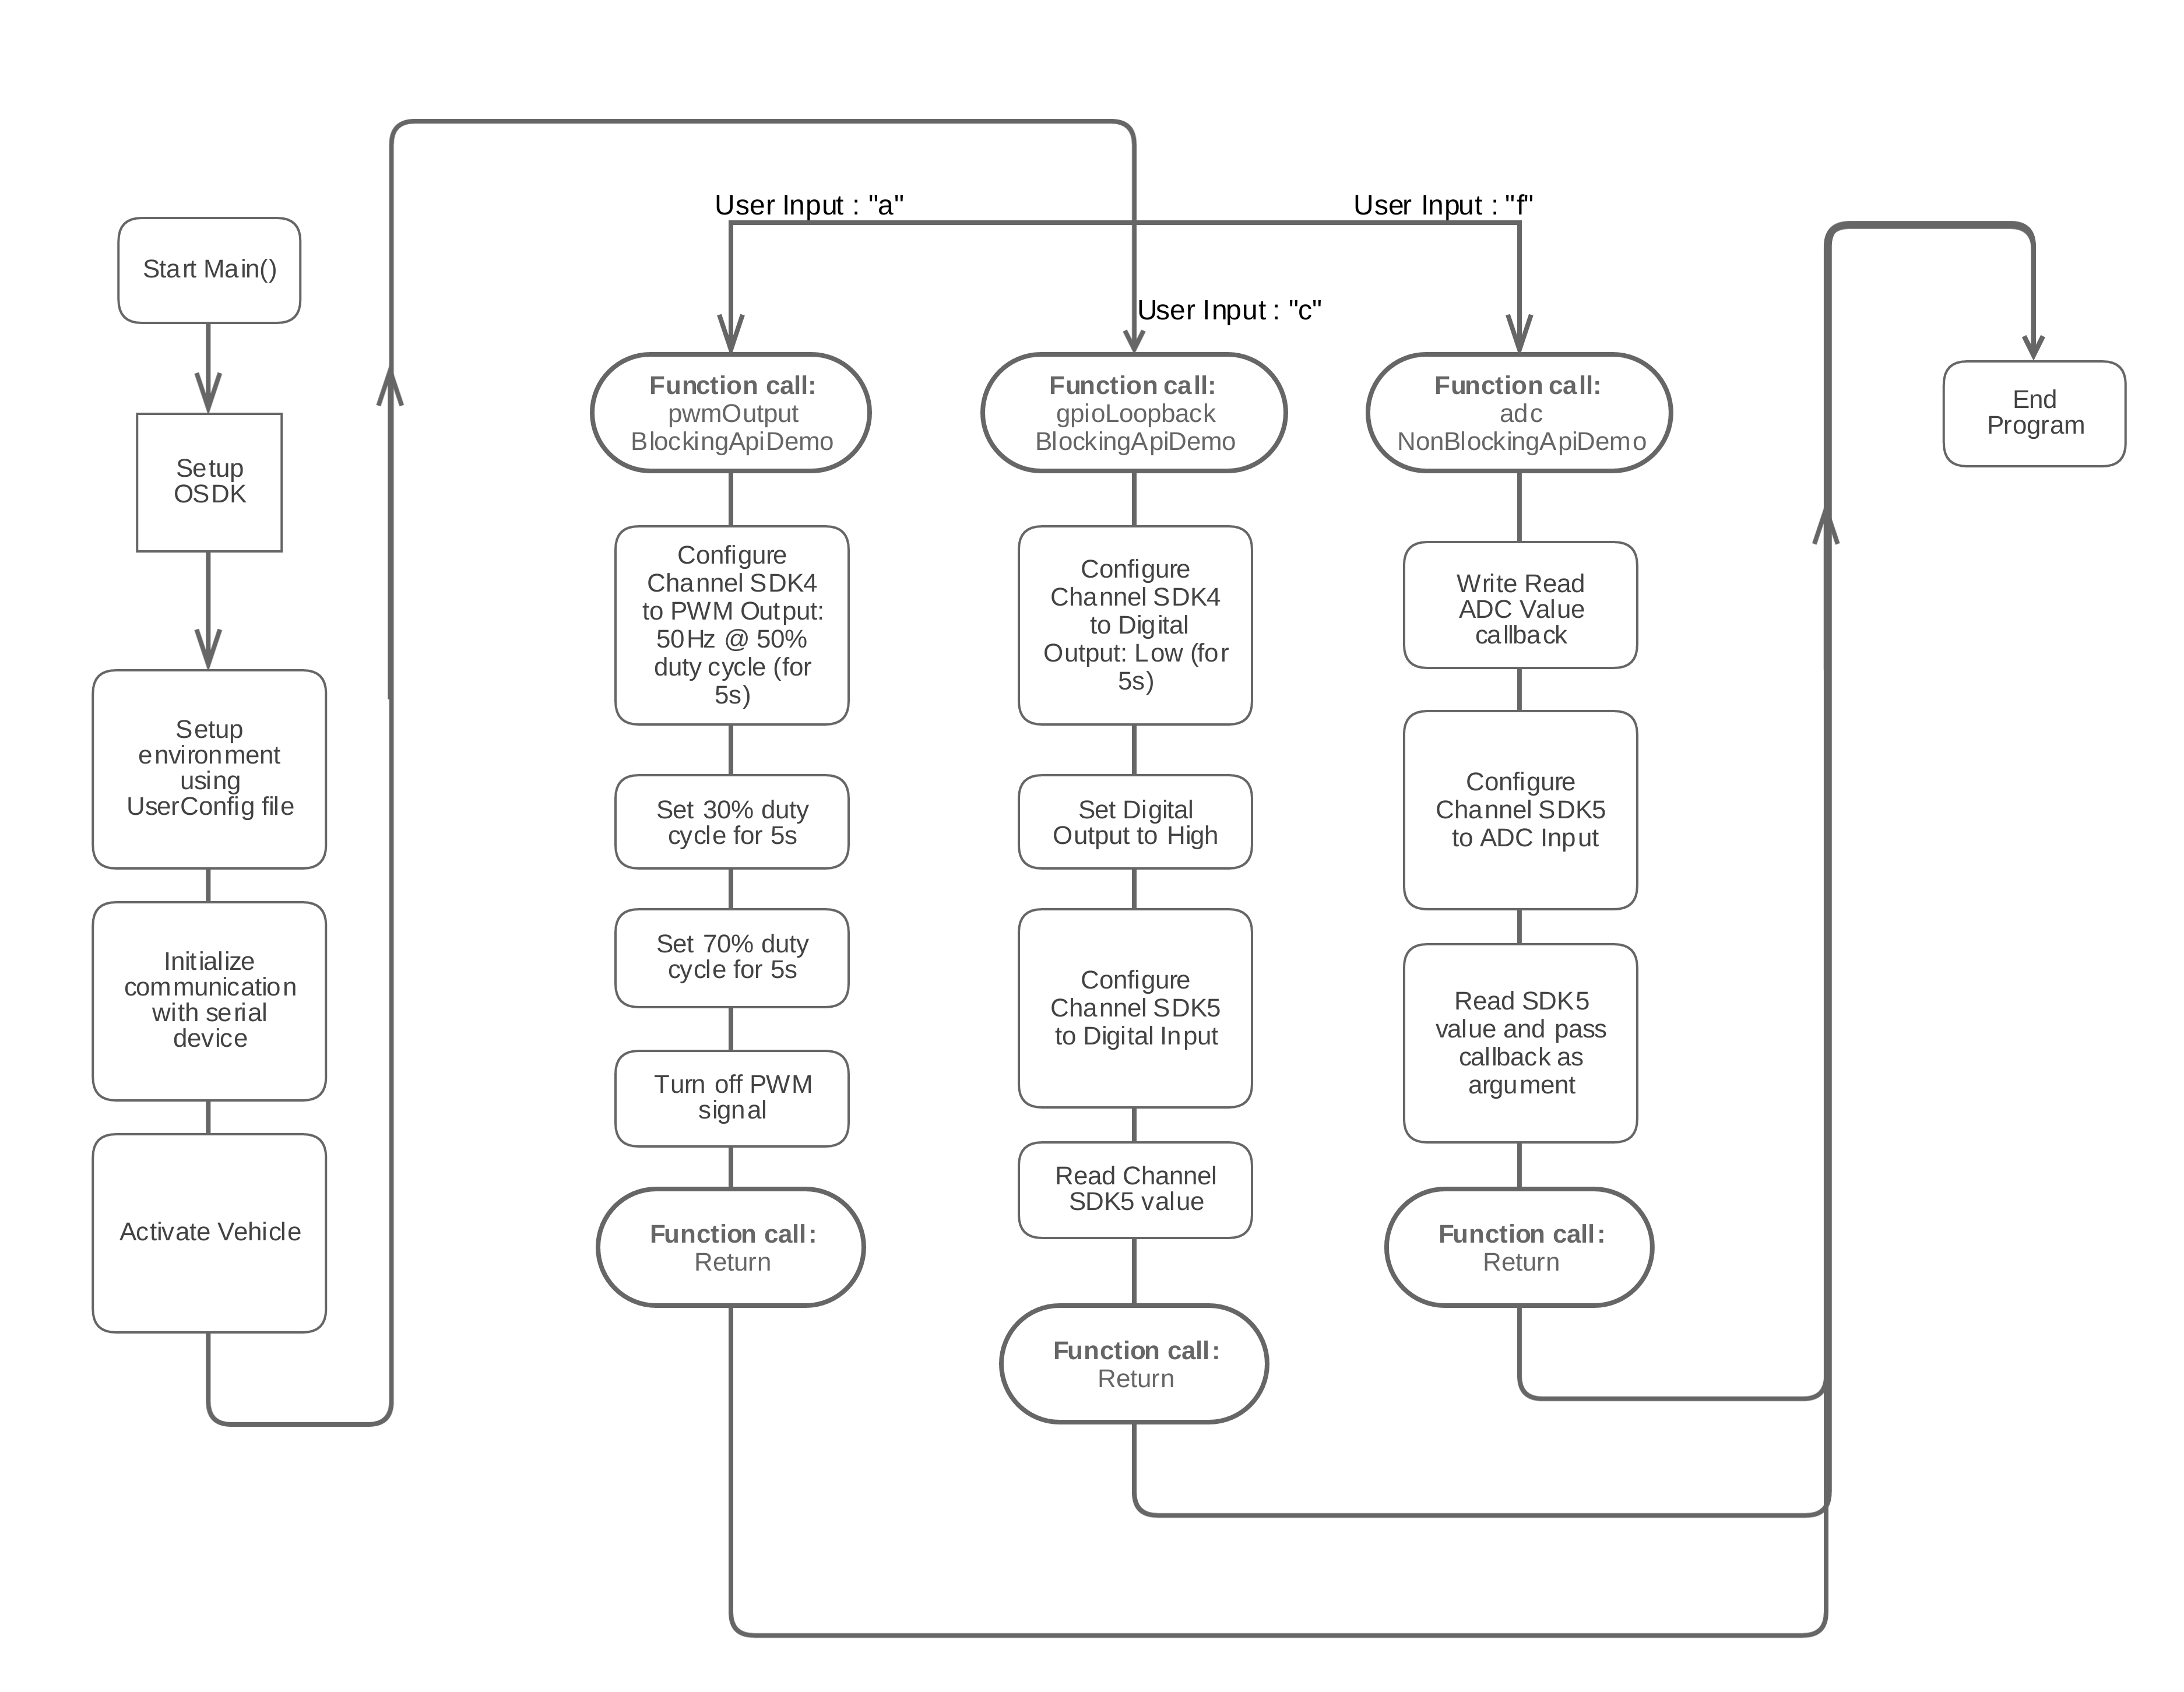 Start Main()
Setup
OSDK
Setup
environment
using
UserConfig file
Initialize
communication
with serial
device
Activate Vehicle
User Input : "a"
Function call:
pwmOutput
BlockingApiDemo
Configure
Channel SDK4
to PWM Output:
50Hz @ 50%
duty cycle (for
5s)
Set 30% duty
cycle for 5s
Set 70% duty
cycle for 5s
Turn off PWM
signal
Function call:
Return
User Input : "c"
Function call:
gpioLoopback
BlockingApiDemo
Configure
Channel SDK4
to Digital
Output: Low (for
5s)
Set Digital
Output to High
Configure
Channel SDK5
to Digital Input
Read Channel
SDK5 value
Function call:
Return
User Input : "f"
Function call:
adc
NonBlockingApiDemo
Write Read
ADC Value
callback
Configure
Channel SDK5
to ADC Input
Read SDK5
value and pass
callback as
argument
Function call:
Return
End
Program